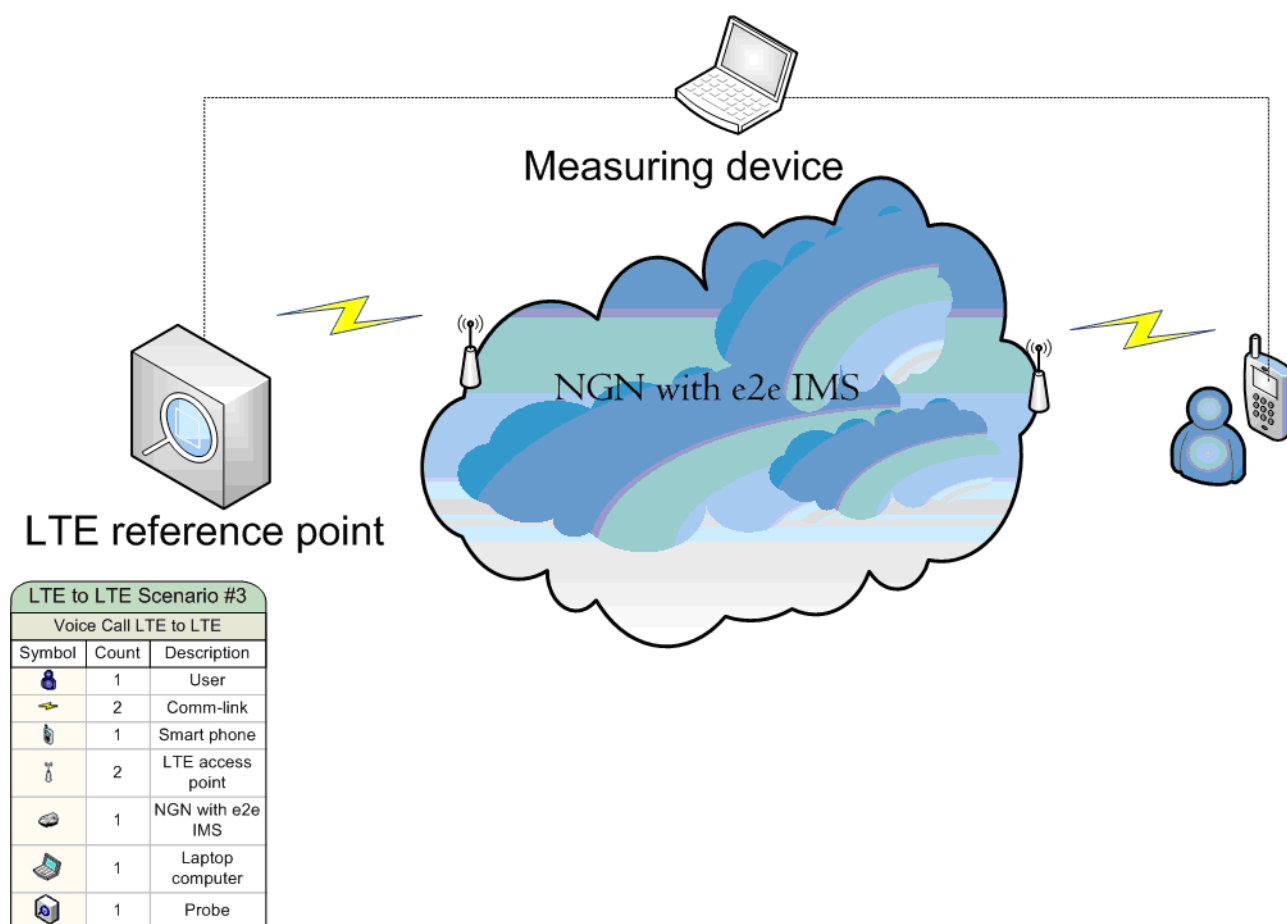 Measuring device
NGN with e2e IMS
LTE reference point
LTE to LTE Scenario #3
Voice Call LTE to LTE
Symbol Count Description
1 User
2 Comm-link
1 Smart phone
2 LTE access
point
1 NGN with e2e
IMS
1 Laptop
computer
1 Probe